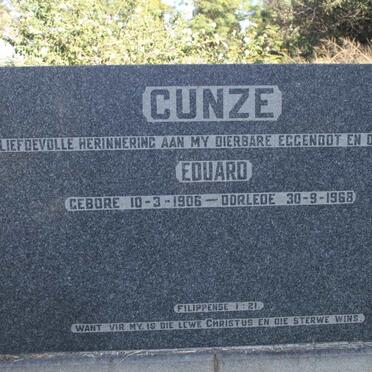 CUNZE
LIEFDEVOLLE HERINNERING AAN MY DIERBARE EGGENOOT EN
EDUARD
GEBORE 10-3-1906 — OORLEDE 30-9-1968
FILIPPENSE 1:21
WANT VIR MY, IS DIE LEWE CHRISTUS EN DIE STERWE WINS.